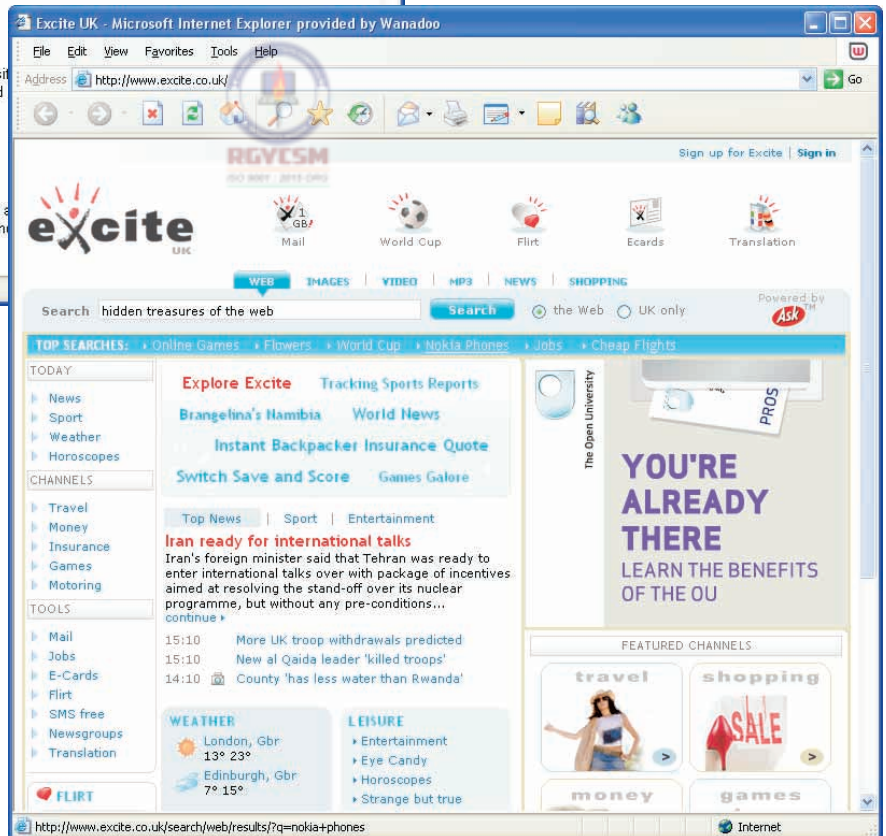 Excite UK - Microsoft Internet Explorer provided by Wanadoo
File Edit View Favorites Tools Help
Address http://www.excite.co.uk/ Go
RGYCSM
Sign up for Excite | Sign in
excite
UK
1
GB!
Mail World Cup Flirt Ecards Translation
WEB IMAGES VIDEO MP3 NEWS SHOPPING
Search hidden treasures of the web Search the Web UK only
Powered by
Ask TM
TOP SEARCHES: Online Games Flowers World Cup Nokia Phones Jobs Cheap Flights
TODAY
News
Sport
Weather
Horoscopes
CHANNELS
Travel
Money
Insurance
Games
Motoring
TOOLS
Mail
Jobs
E-Cards
Flirt
SMS free
Newsgroups
Translation
FLIRT
Explore Excite Tracking Sports Reports
Brangelina's Namibia World News
Instant Backpacker Insurance Quote
Switch Save and Score Games Galore
Top News | Sport | Entertainment
Iran ready for international talks
Iran's foreign minister said that Tehran was ready to
enter international talks over with package of incentives
aimed at resolving the stand-off over its nuclear
programme, but without any pre-conditions...
continue
15:10 More UK troop withdrawals predicted
15:10 New al Qaida leader 'killed troops'
14:10 County 'has less water than Rwanda'
WEATHER
London, Gbr
13° 23°
Edinburgh, Gbr
7° 15°
LEISURE
Entertainment
Eye Candy
Horoscopes
Strange but true
The Open University
PROS
YOU'RE
ALREADY
THERE
LEARN THE BENEFITS
OF THE OU
FEATURED CHANNELS
travel shopping
SALE
money games
http://www.excite.co.uk/search/web/results/?q=nokia+phones Internet